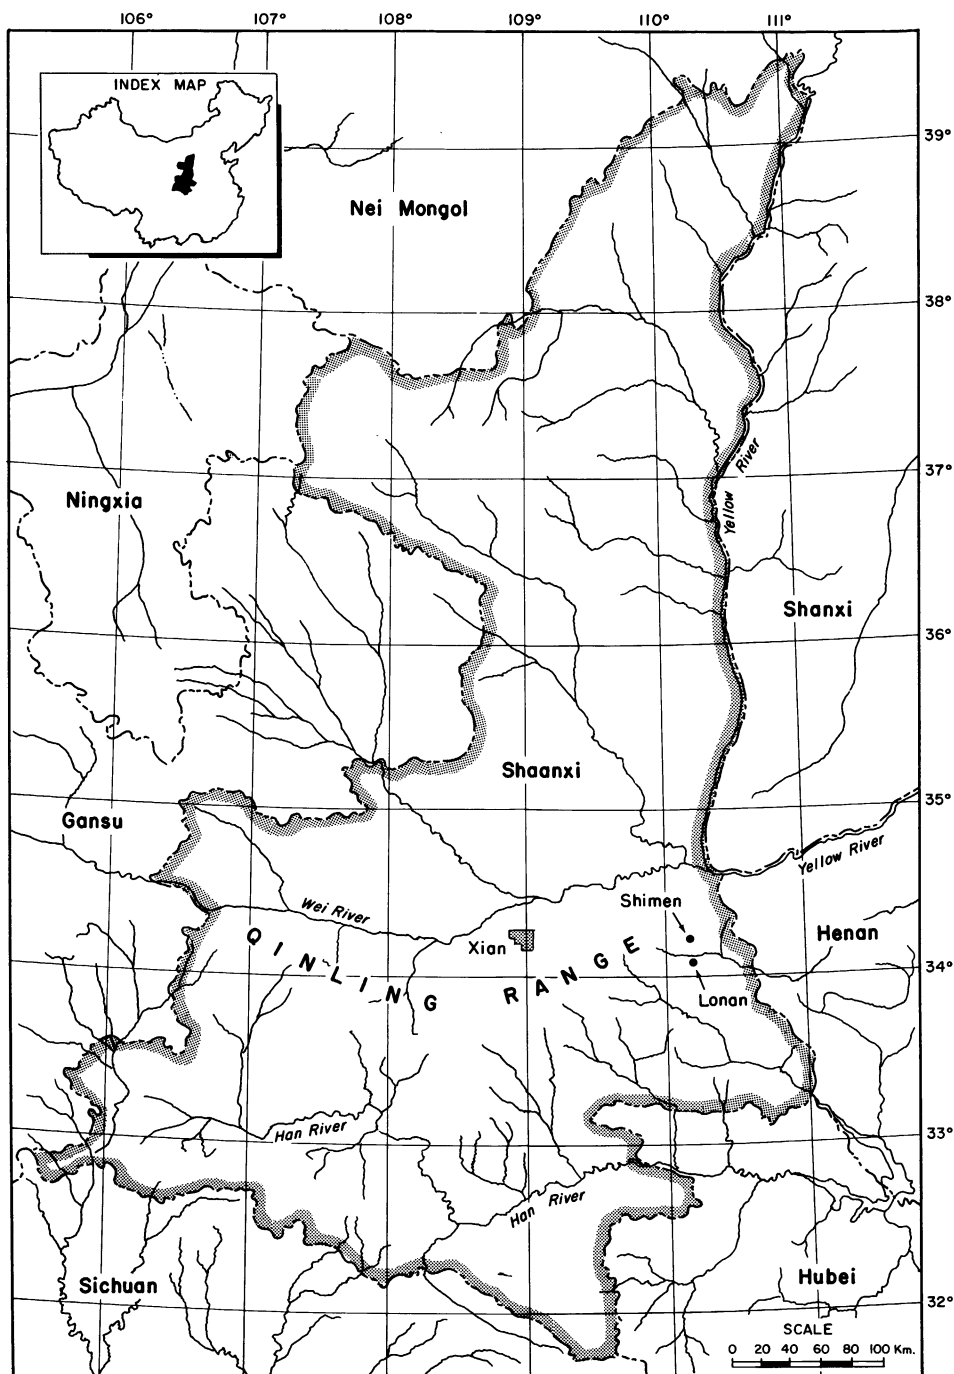 106° 107° 108° 109° 110° 111°
INDEX MAP
39°
Nei Mongol
38°
37°
Yellow River
Ningxia
Shanxi
36°
Shaanxi
35°
Gansu
Yellow River
Shimen
Wei River
Henan
Xian
QINLING RANGE
34°
Lonan
Han River
33°
Han River
Sichuan
Hubei
32°
SCALE
0 20 40 60 80 100 Km.